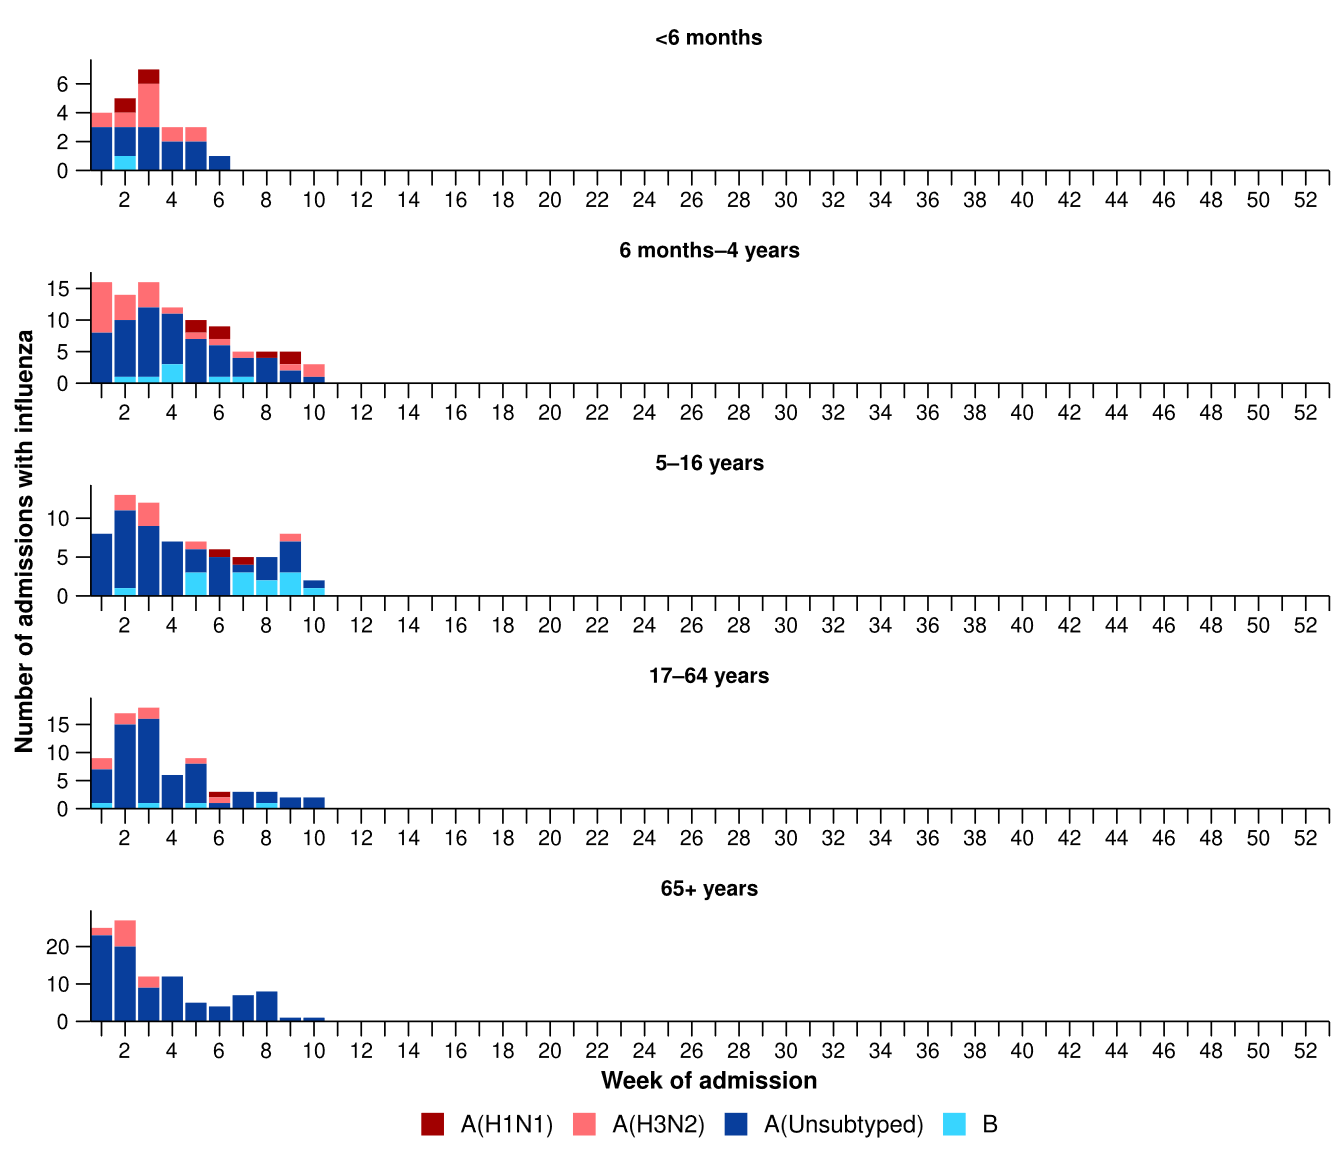 <6 months
6
4
2
0
2 4 6 8 10 12 14 16 18 20 22 24 26 28 30 32 34 36 38 40 42 44 46 48 50 52
6 months–4 years
15
10
5
0
2 4 6 8 10 12 14 16 18 20 22 24 26 28 30 32 34 36 38 40 42 44 46 48 50 52
5–16 years
10
5
0
2 4 6 8 10 12 14 16 18 20 22 24 26 28 30 32 34 36 38 40 42 44 46 48 50 52
17–64 years
15
10
5
0
2 4 6 8 10 12 14 16 18 20 22 24 26 28 30 32 34 36 38 40 42 44 46 48 50 52
65+ years
20
10
0
2 4 6 8 10 12 14 16 18 20 22 24 26 28 30 32 34 36 38 40 42 44 46 48 50 52
Number of admissions with influenza
Week of admission
A(H1N1) A(H3N2) A(Unsubtyped) B